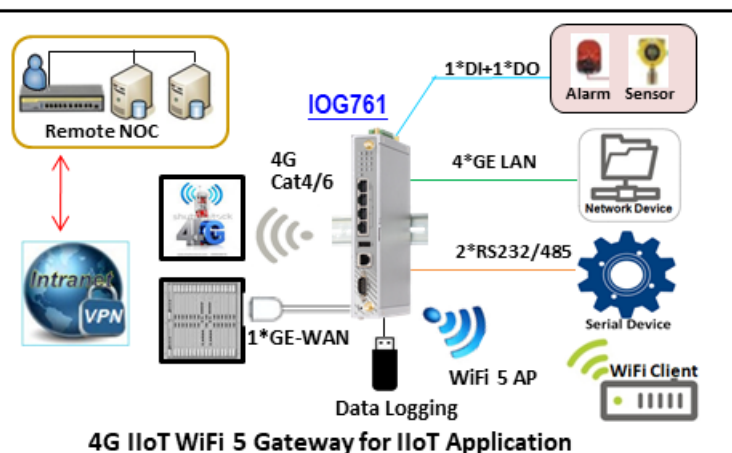 1*DI+1*DO
Alarm Sensor
Remote NOC
IOG761
4G
Cat4/6
4*GE LAN
Network Device
4G
2*RS232/485
Intranet
VPN
Serial Device
1*GE-WAN
WiFi 5 AP
WiFi Client
Data Logging
4G IIoT WiFi 5 Gateway for IIoT Application